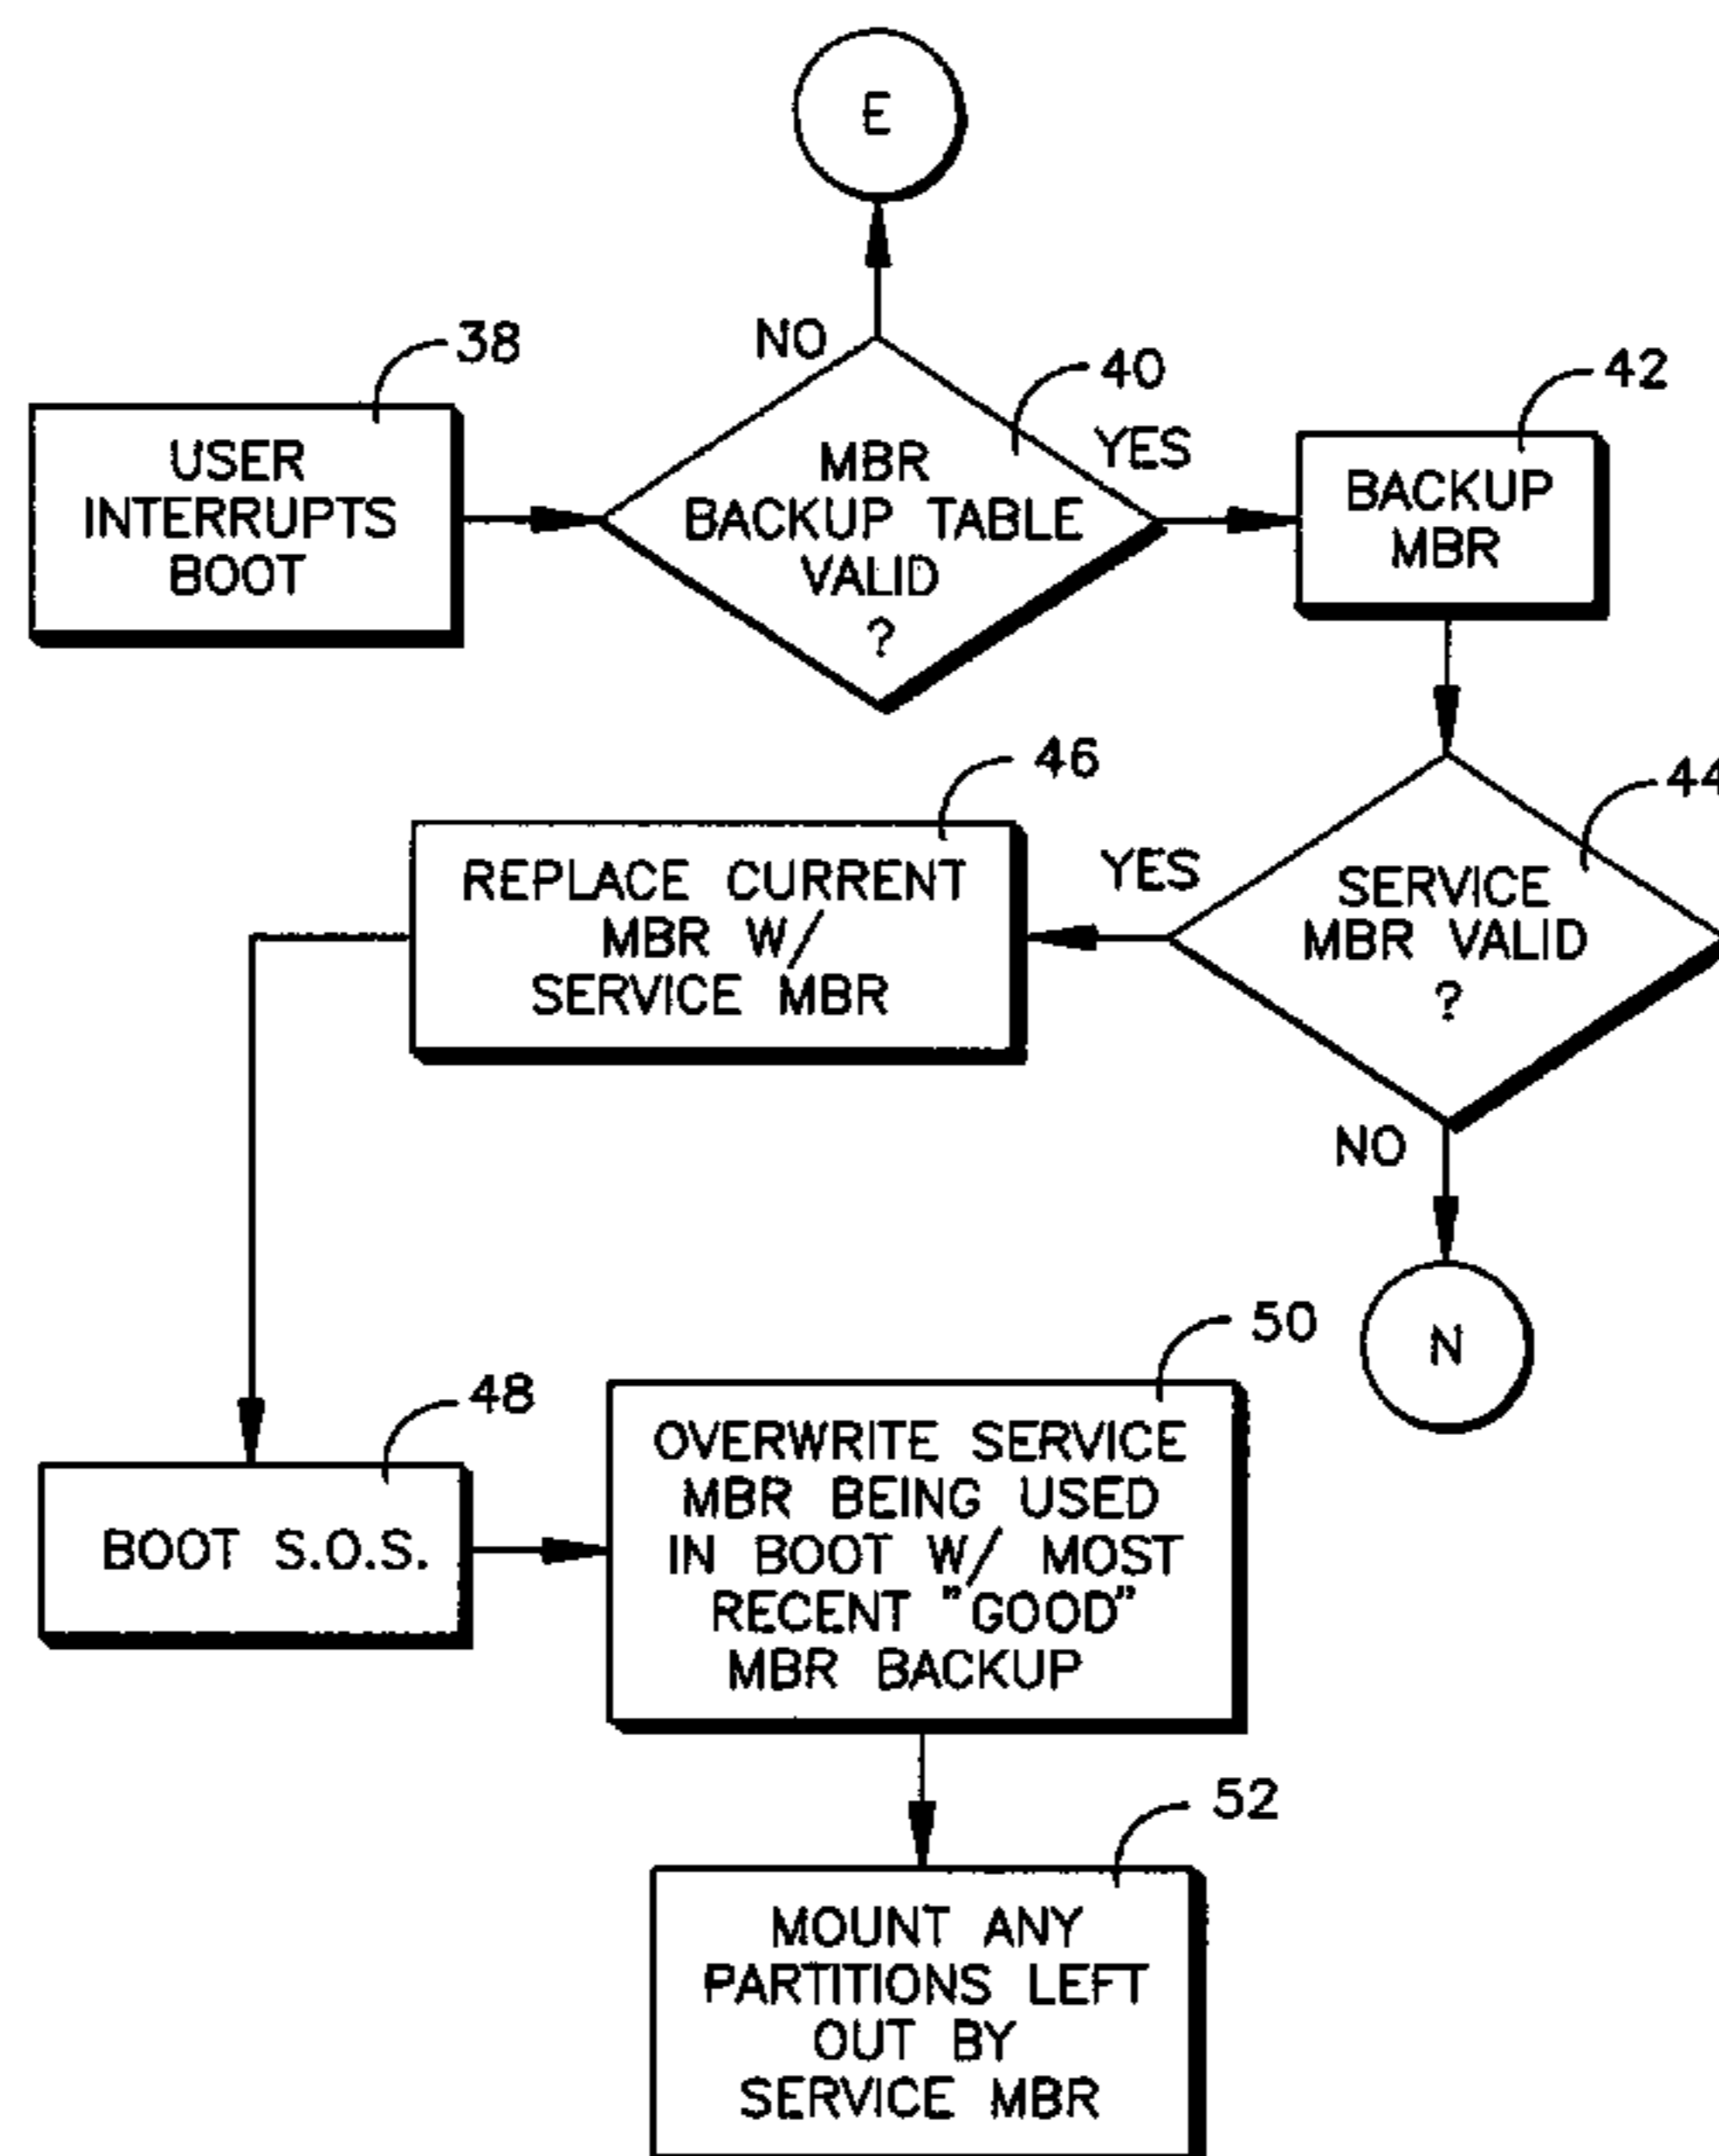 E
NO
38
USER
INTERRUPTS
BOOT
40
MBR
BACKUP TABLE
VALID
?
YES
42
BACKUP
MBR
44
SERVICE
MBR VALID
?
YES
NO
N
46
REPLACE CURRENT
MBR W/
SERVICE MBR
48
BOOT S.O.S.
50
OVERWRITE SERVICE
MBR BEING USED
IN BOOT W/ MOST
RECENT "GOOD"
MBR BACKUP
52
MOUNT ANY
PARTITIONS LEFT
OUT BY
SERVICE MBR